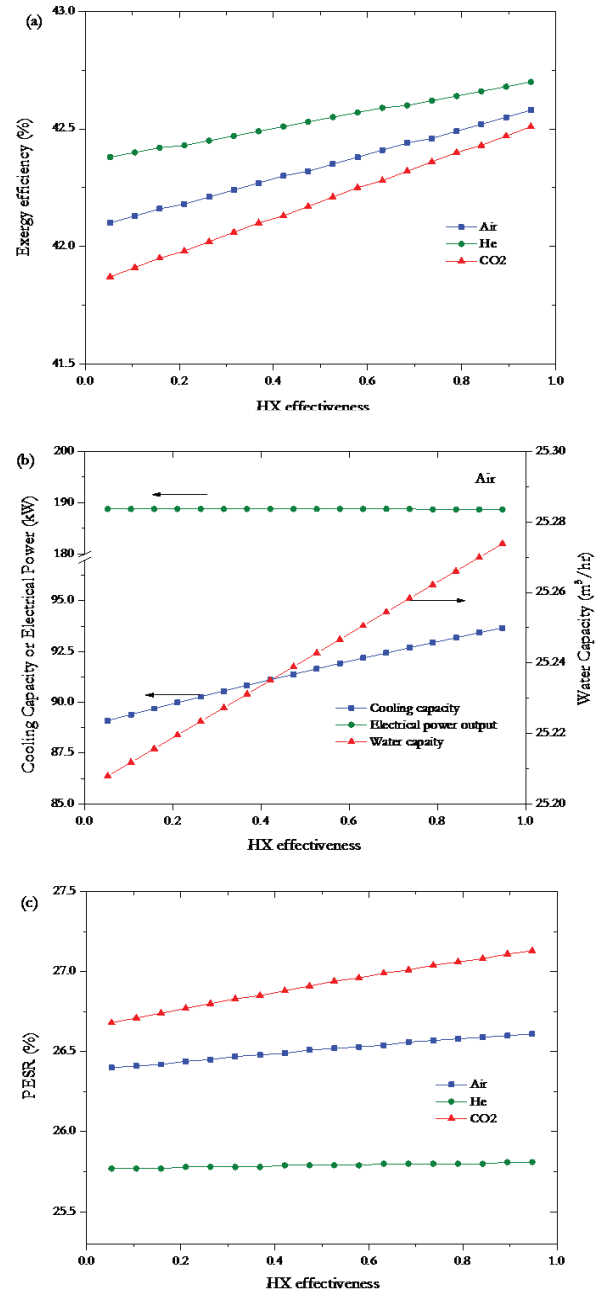 (a)
43.0
42.5
42.0
41.5
Exergy efficiency (%)
Air
He
CO2
0.0 0.2 0.4 0.6 0.8 1.0
HX effectiveness
(b)
Air
200
190
180
95.0
92.5
90.0
87.5
85.0
Cooling Capacity or Electrical Power (kW)
25.30
25.28
25.26
25.24
25.22
25.20
Water Capacity (m³/hr)
Cooling capacity
Electrical power output
Water capaity
0.0 0.2 0.4 0.6 0.8 1.0
HX effectiveness
(c)
27.5
27.0
26.5
26.0
25.5
PESR (%)
Air
He
CO2
0.0 0.2 0.4 0.6 0.8 1.0
HX effectiveness